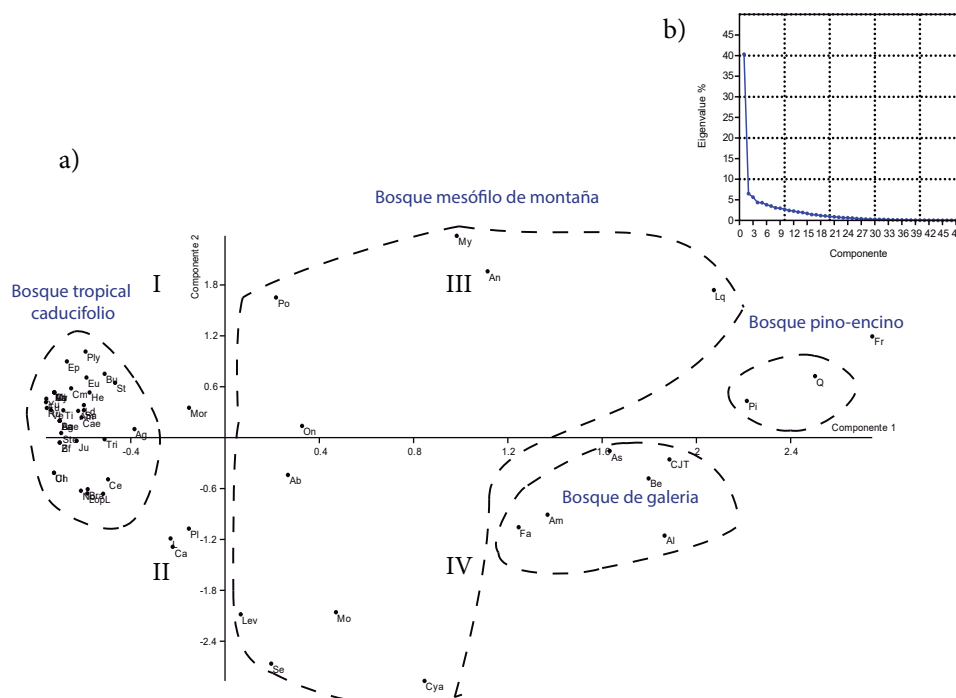 b)
45
40
35
30
25
20
15
10
5
0
Eigenvalue %
0 3 6 9 12 15 18 21 24 27 30 33 36 39 42 45
Componente
a)
Bosque mesófilo de montaña
Componente 2
My
I
III
An
Bosque tropical
caducifolio
1.8
Po
Lq
Bosque pino-encino
Fr
1.2
Ply
Ep
Bu
Eu
St
0.6
Cm
He
Q
Pi
Mor
Ti
Cae
Ag
On
Componente 1
Ste
Ju
Tri
-0.4
0.4
0.8
1.2
1.6
2.4
As
CJT
Ab
Ce
Be
-0.6
Bosque de galeria
LopL
Am
Fa
Pl
-1.2
Al
L
Ca
II
IV
-1.8
Lev
Mo
-2.4
Se
Cya